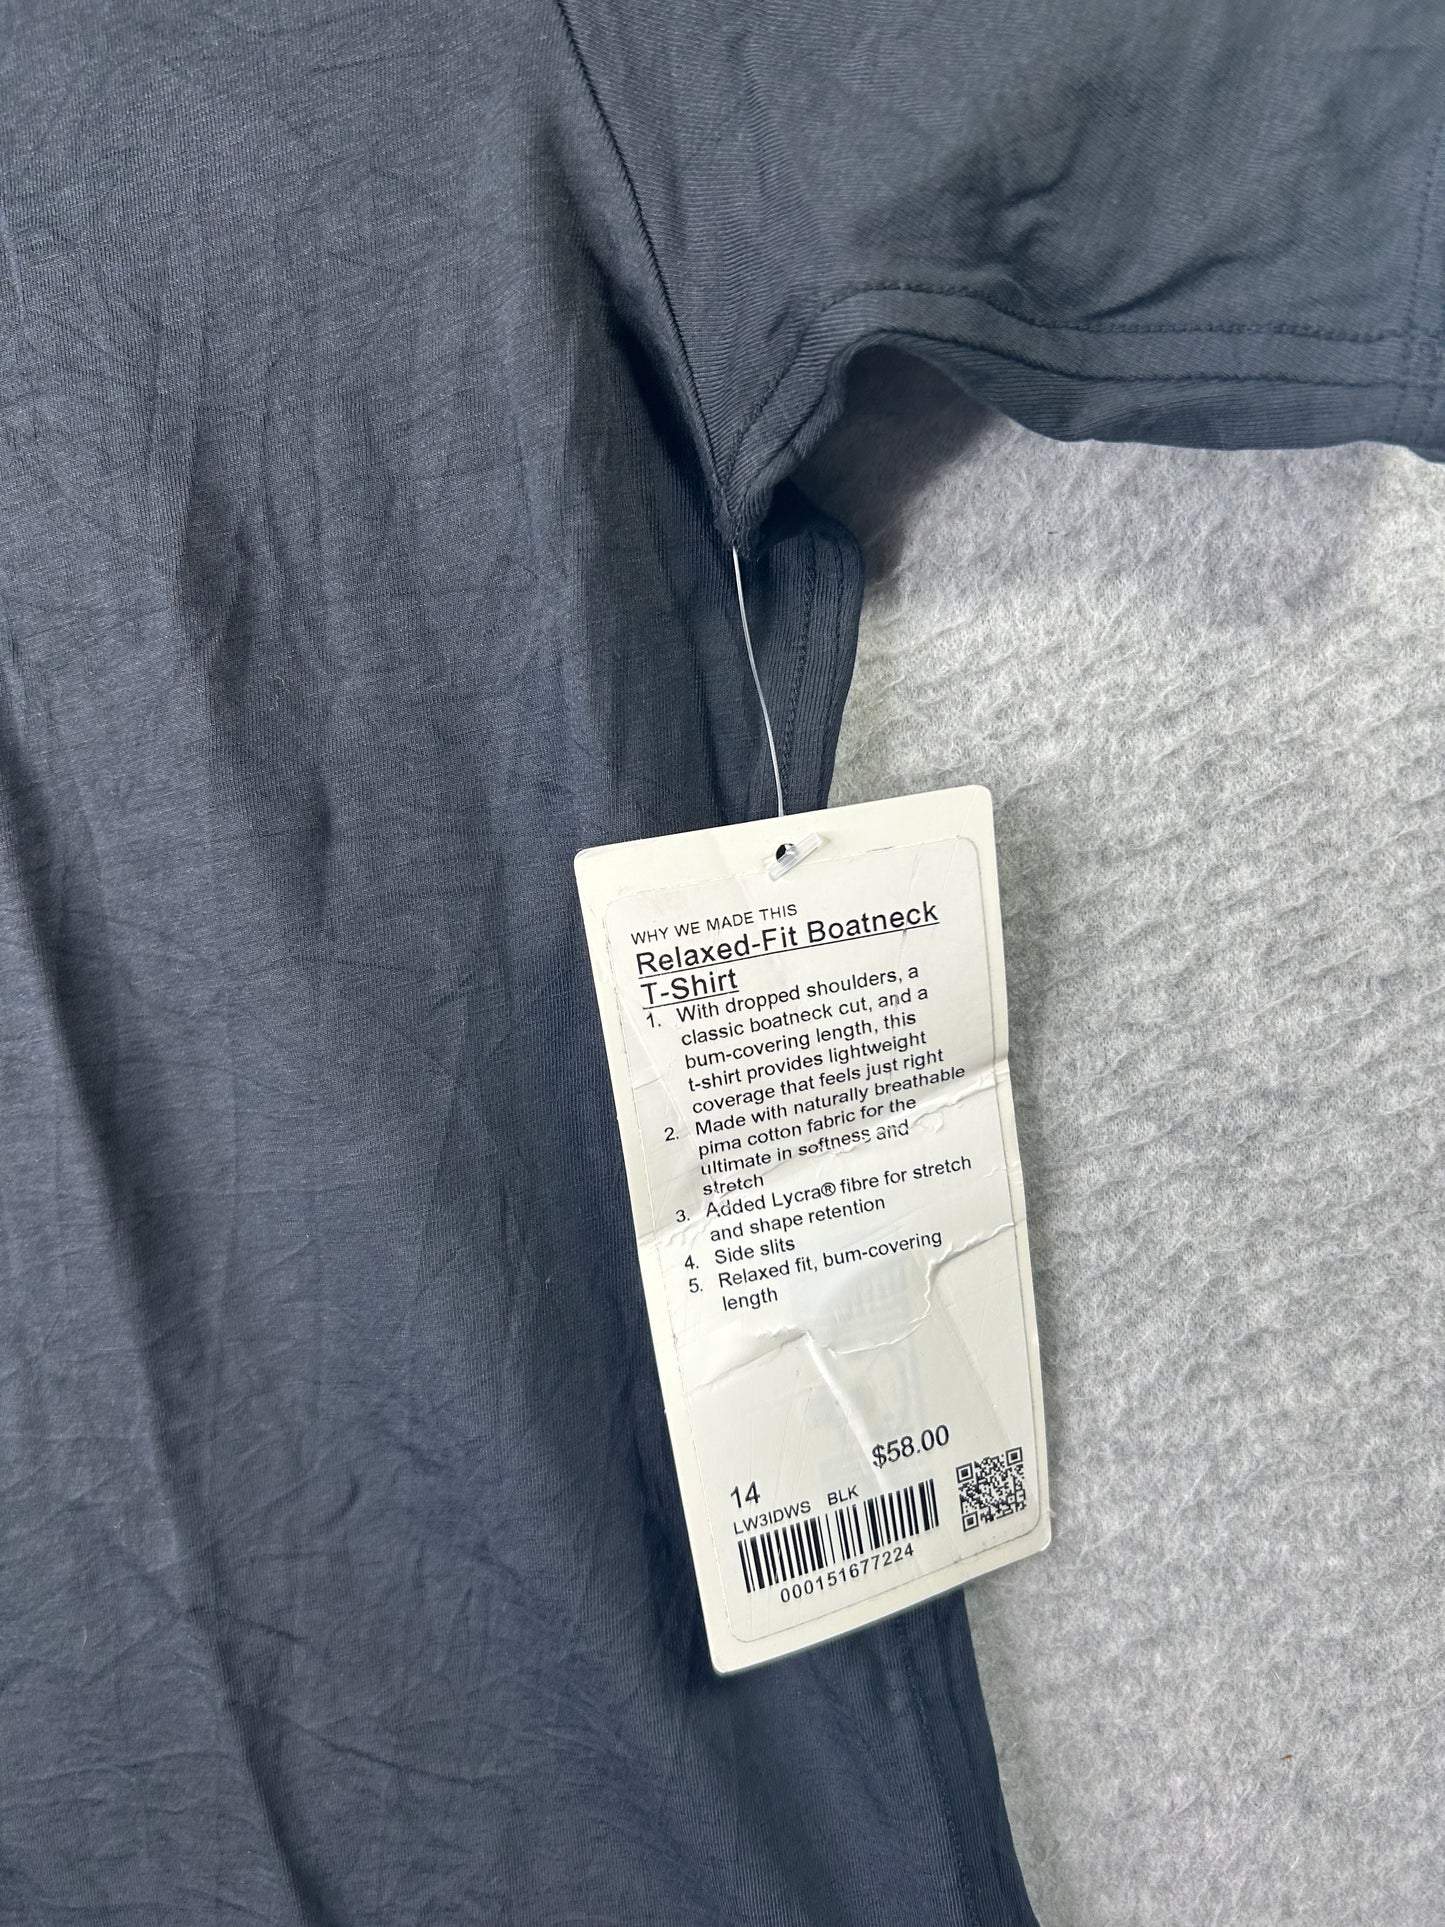 WHY WE MADE THIS
Relaxed-Fit Boatneck
T-Shirt
1. With dropped shoulders, a
classic boatneck cut, and a
bum-covering length, this
t-shirt provides lightweight
coverage that feels just right
2. Made with naturally breathable
pima cotton fabric for the
ultimate in softness and
stretch
3. Added Lycra® fibre for stretch
and shape retention
4. Side slits
5. Relaxed fit, bum-covering
length
$58.00
14
LW3IDWS BLK
000151677224